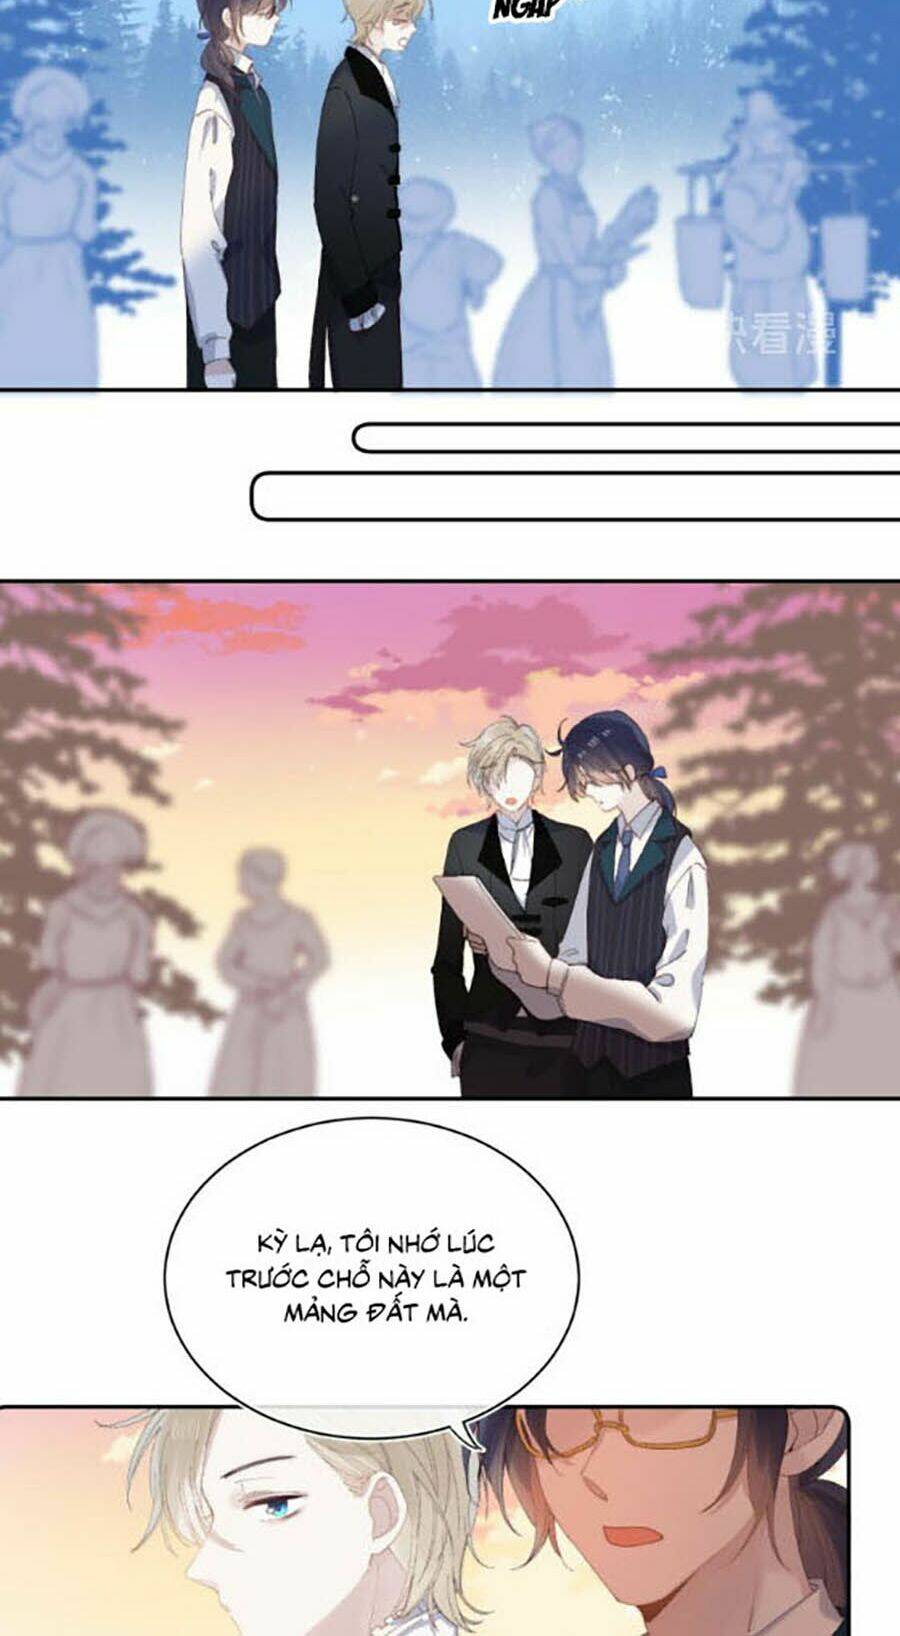 NGÁP
快看漫
KỲ LẠ, TÔI NHỚ LÚC
TRƯỚC CHỖ NÀY LÀ MỘT
MẢNG ĐẤT MÀ.